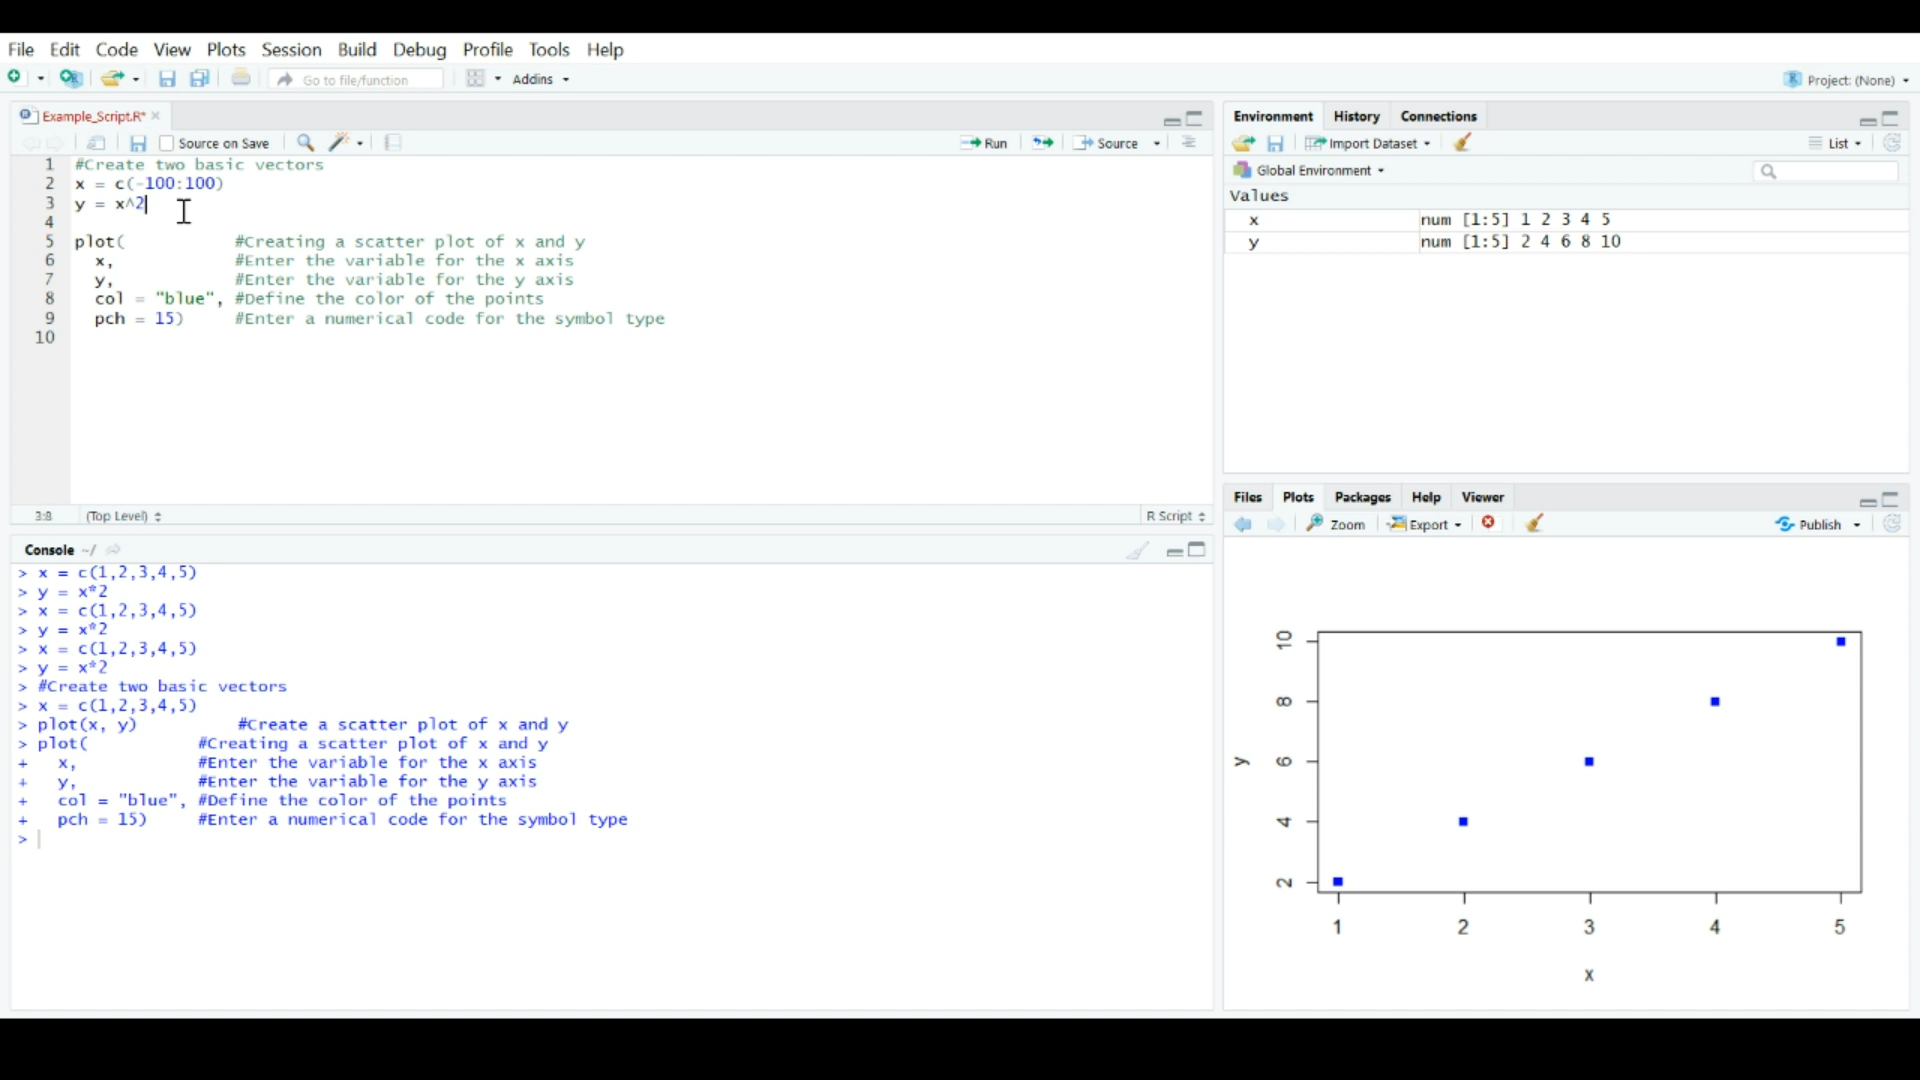 File Edit Code View Plots Session Build Debug Profile Tools Help
Go to file/function Addins Project: (None)
Example_Script.R*
Source on Save Run Source
1 #Create two basic vectors
2 x = c(-100:100)
3 y = x^2
4
5 plot( #Creating a scatter plot of x and y
6 x, #Enter the variable for the x axis
7 y, #Enter the variable for the y axis
8 col = "blue", #Define the color of the points
9 pch = 15) #Enter a numerical code for the symbol type
10
3:8 (Top Level) R Script
Console ~/
> x = c(1,2,3,4,5)
> y = x*2
> x = c(1,2,3,4,5)
> y = x*2
> x = c(1,2,3,4,5)
> y = x*2
> #Create two basic vectors
> x = c(1,2,3,4,5)
> plot(x, y) #Create a scatter plot of x and y
> plot( #Creating a scatter plot of x and y
+ x, #Enter the variable for the x axis
+ y, #Enter the variable for the y axis
+ col = "blue", #Define the color of the points
+ pch = 15) #Enter a numerical code for the symbol type
>
Environment History Connections
Import Dataset List
Global Environment
Values
x num [1:5] 1 2 3 4 5
y num [1:5] 2 4 6 8 10
Files Plots Packages Help Viewer
Zoom Export Publish
10
8
6
4
2
y
1 2 3 4 5
x